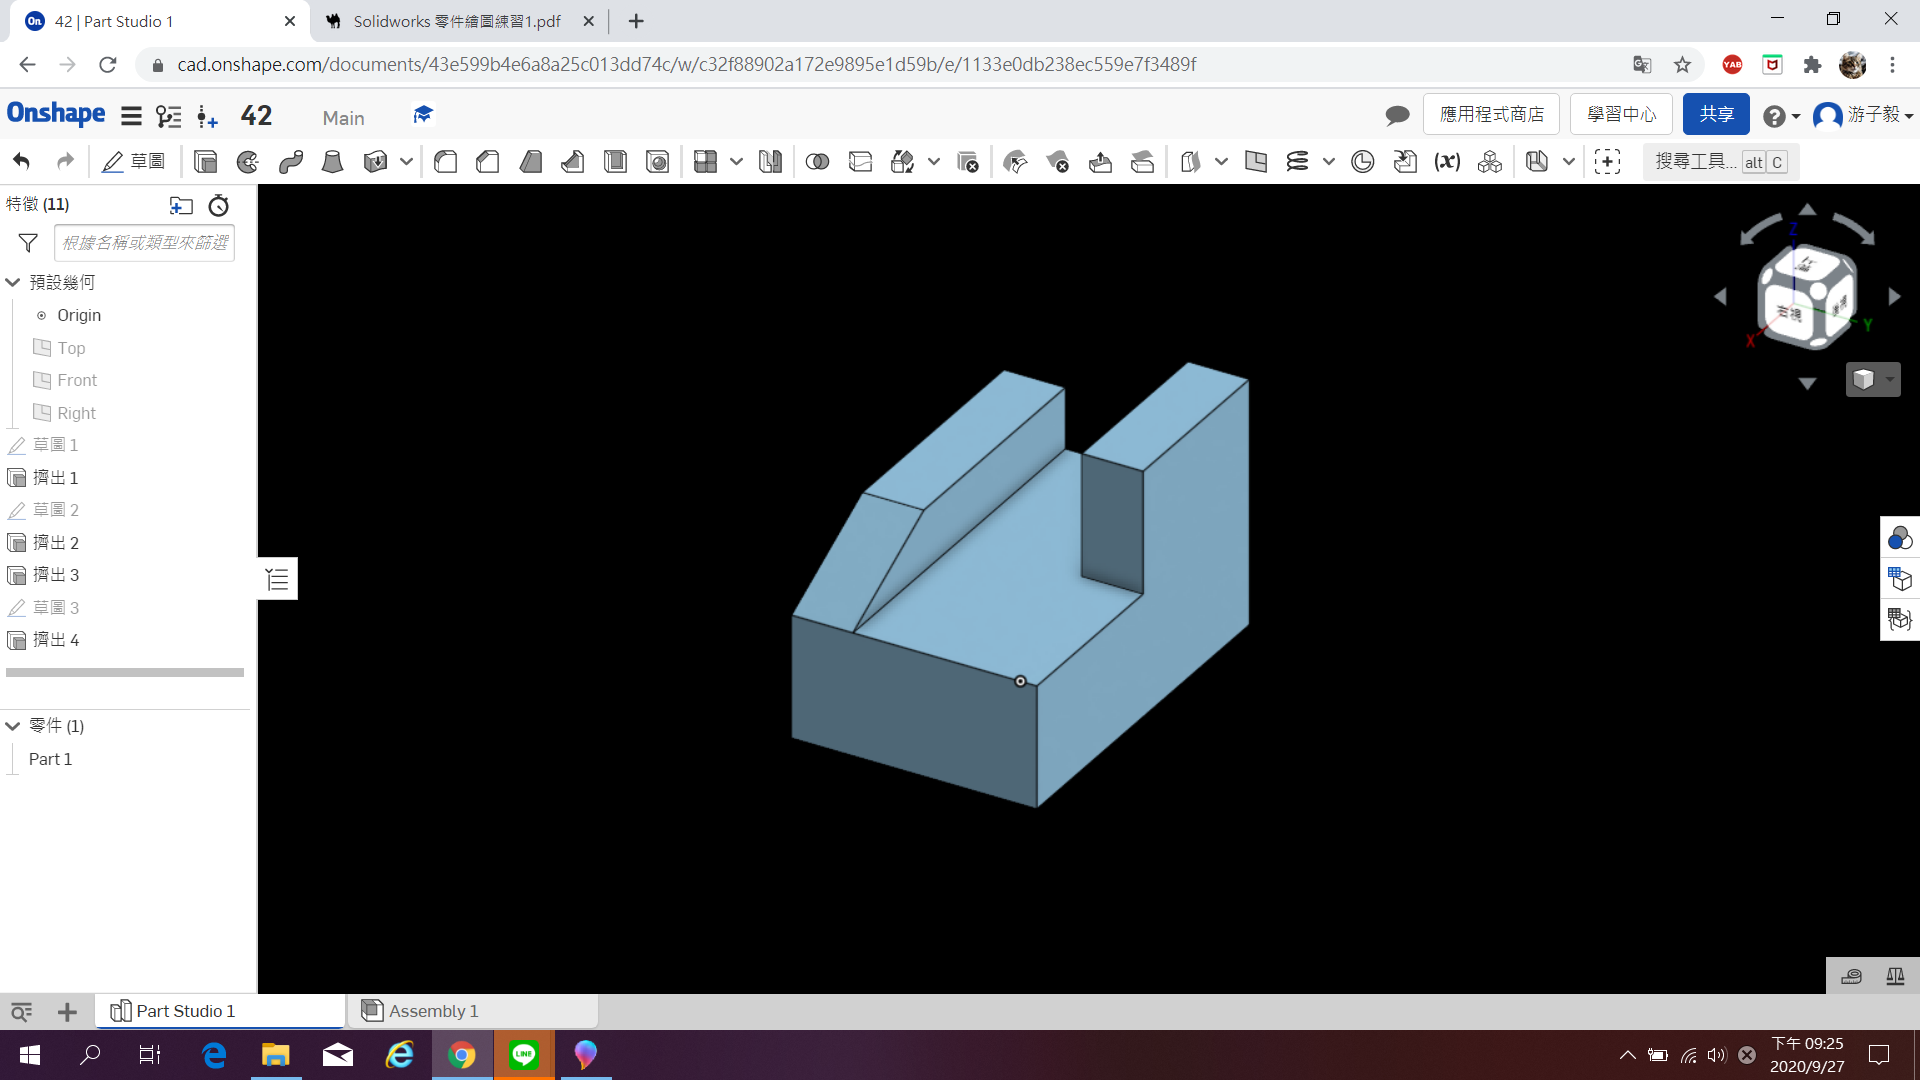 42 | Part Studio 1
Solidworks 零件繪圖練習1.pdf
cad.onshape.com/documents/43e599b4e6a8a25c013dd74c/w/c32f88902a172e9895e1d59b/e/1133e0db238ec559e7f3489f
YAB
Onshape
42
Main
應用程式商店
學習中心
共享
游子毅
草圖
(x)
搜尋工具... alt C
特徵 (11)
根據名稱或類型來篩選
預設幾何
Origin
Top
Front
Right
草圖 1
擠出 1
草圖 2
擠出 2
擠出 3
草圖 3
擠出 4
零件 (1)
Part 1
Z
X
Y
Part Studio 1
Assembly 1
LINE
下午 09:25
2020/9/27